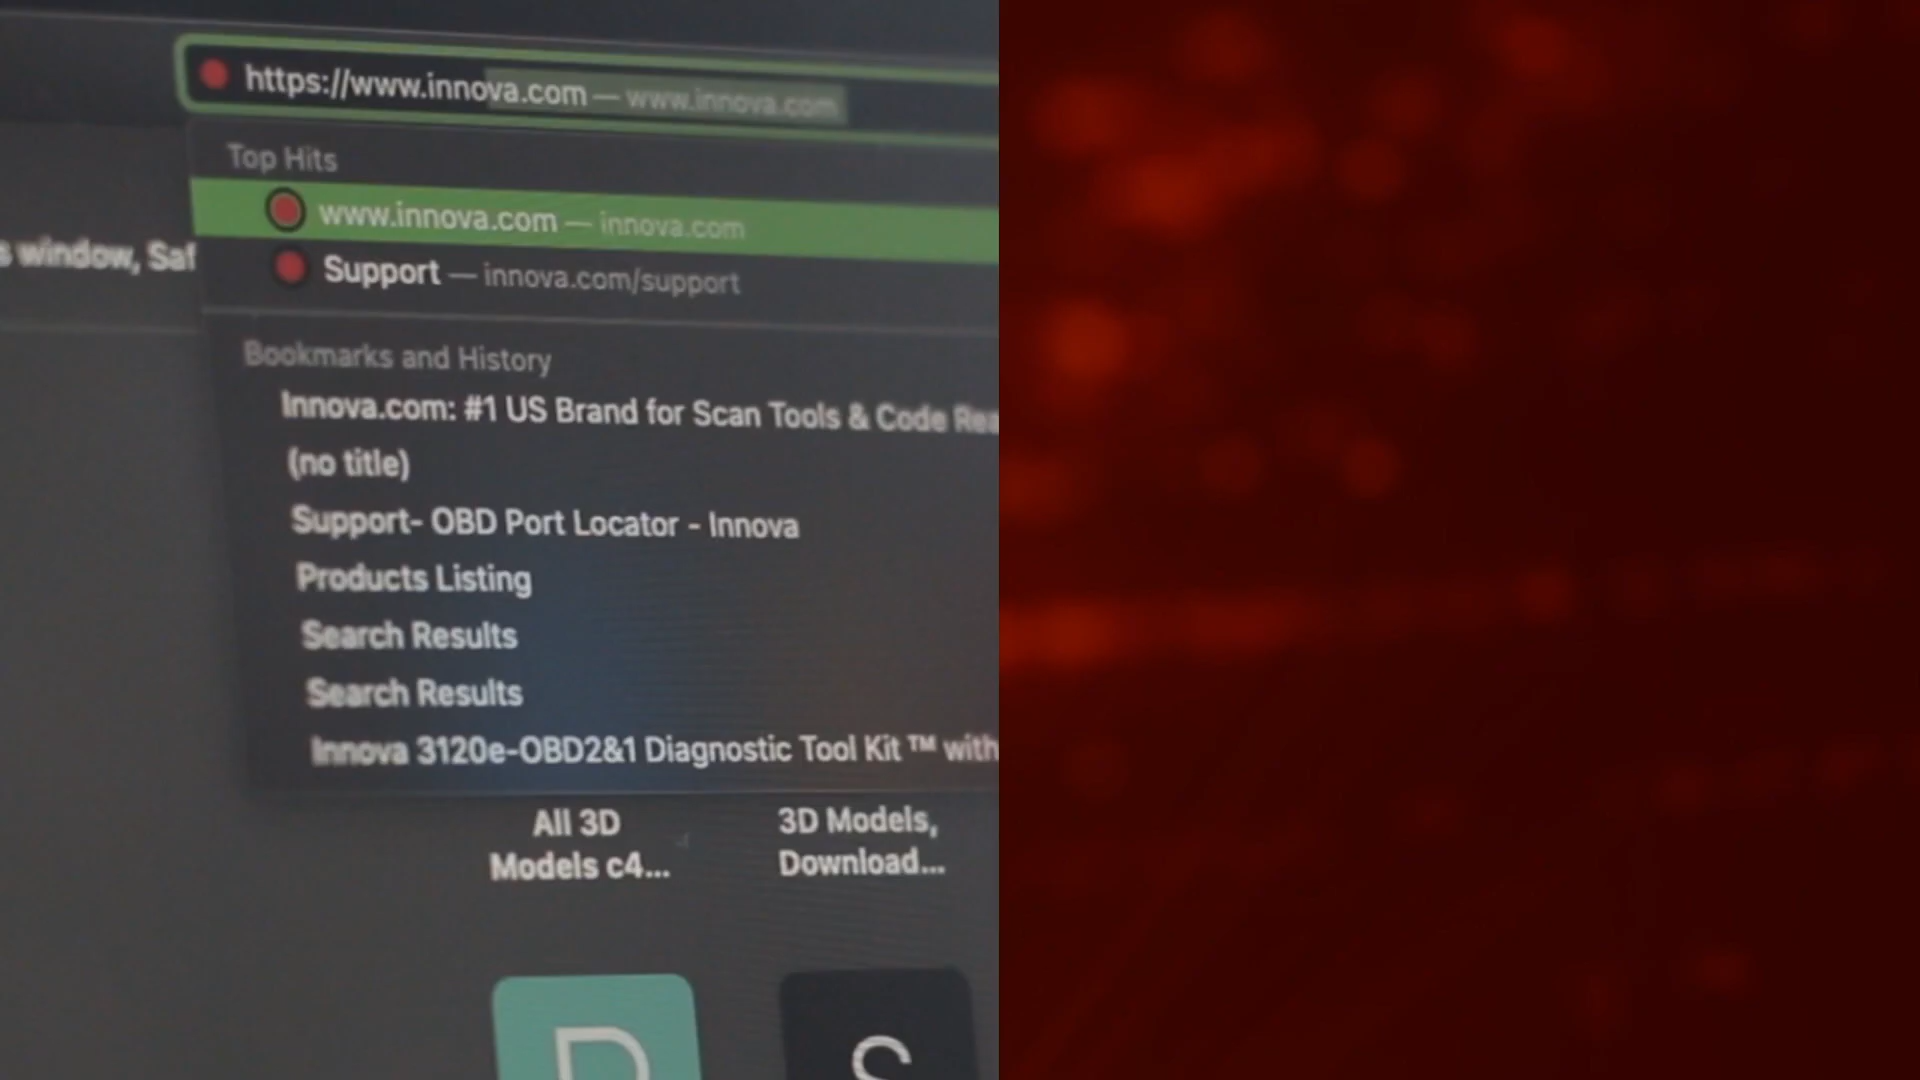 https://www.innova.com — www.innova.com
Top Hits
www.innova.com — innova.com
s window, Saf
Support — innova.com/support
Bookmarks and History
Innova.com: #1 US Brand for Scan Tools & Code Rea
(no title)
Support- OBD Port Locator - Innova
Products Listing
Search Results
Search Results
Innova 3120e-OBD2&1 Diagnostic Tool Kit ™ with
All 3D
Models c4...
3D Models,
Download...
D
S